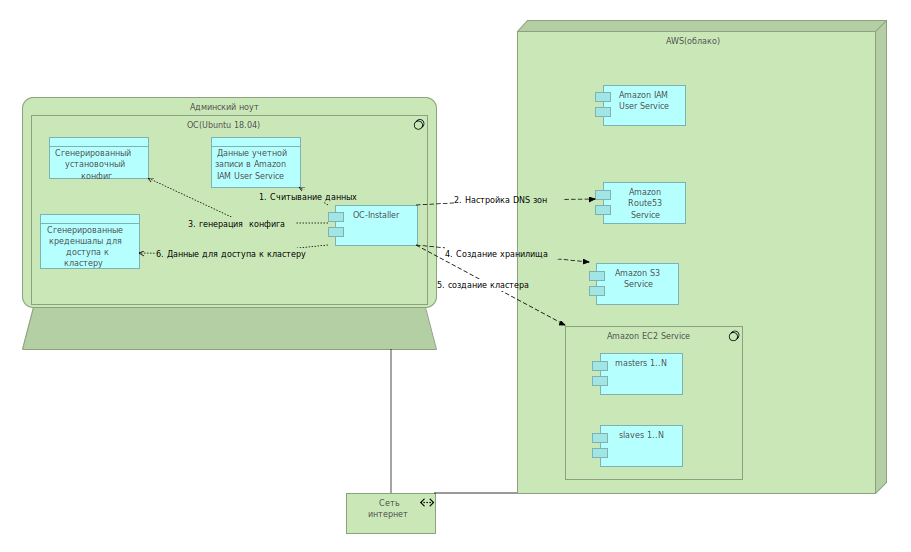 Админский ноут
ОС(Ubuntu 18.04)
Сгенерированный
установочный
конфиг
Данные учетной
записи в Amazon
IAM User Service
1. Считывание данных
OC-Installer
3. генерация конфига
Сгенерированные
креденшалы для
доступа к
кластеру
6. Данные для доступа к кластеру
2. Настройка DNS зон
4. Создание хранилища
5. создание кластера
AWS(облако)
Amazon IAM
User Service
Amazon
Route53
Service
Amazon S3
Service
Amazon EC2 Service
masters 1..N
slaves 1..N
Сеть
интернет